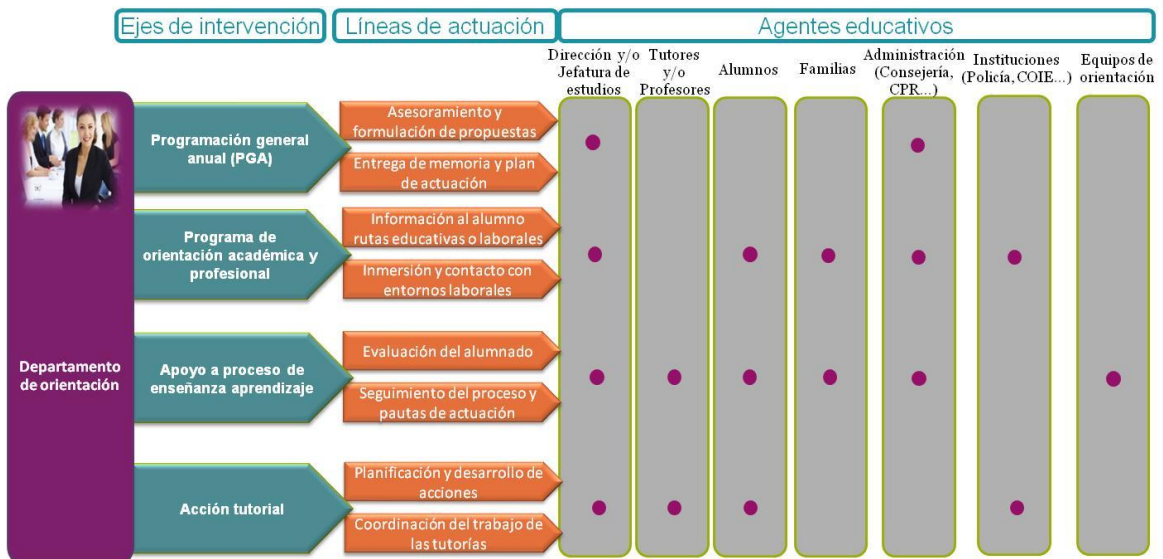 Ejes de intervención
Líneas de actuación
Agentes educativos
Dirección y/o
Jefatura de
estudios
Tutores
y/o
Profesores
Alumnos
Familias
Administración
(Consejería,
CPR...)
Instituciones
(Policía, COIE...)
Equipos de
orientación
Departamento
de orientación
Programación general
anual (PGA)
Asesoramiento y
formulación de propuestas
Entrega de memoria y plan
de actuación
Programa de
orientación académica y
profesional
Información al alumno
rutas educativas o laborales
Inmersión y contacto con
entornos laborales
Apoyo a proceso de
enseñanza aprendizaje
Evaluación del alumnado
Seguimiento del proceso y
pautas de actuación
Acción tutorial
Planificación y desarrollo de
acciones
Coordinación del trabajo de
las tutorías